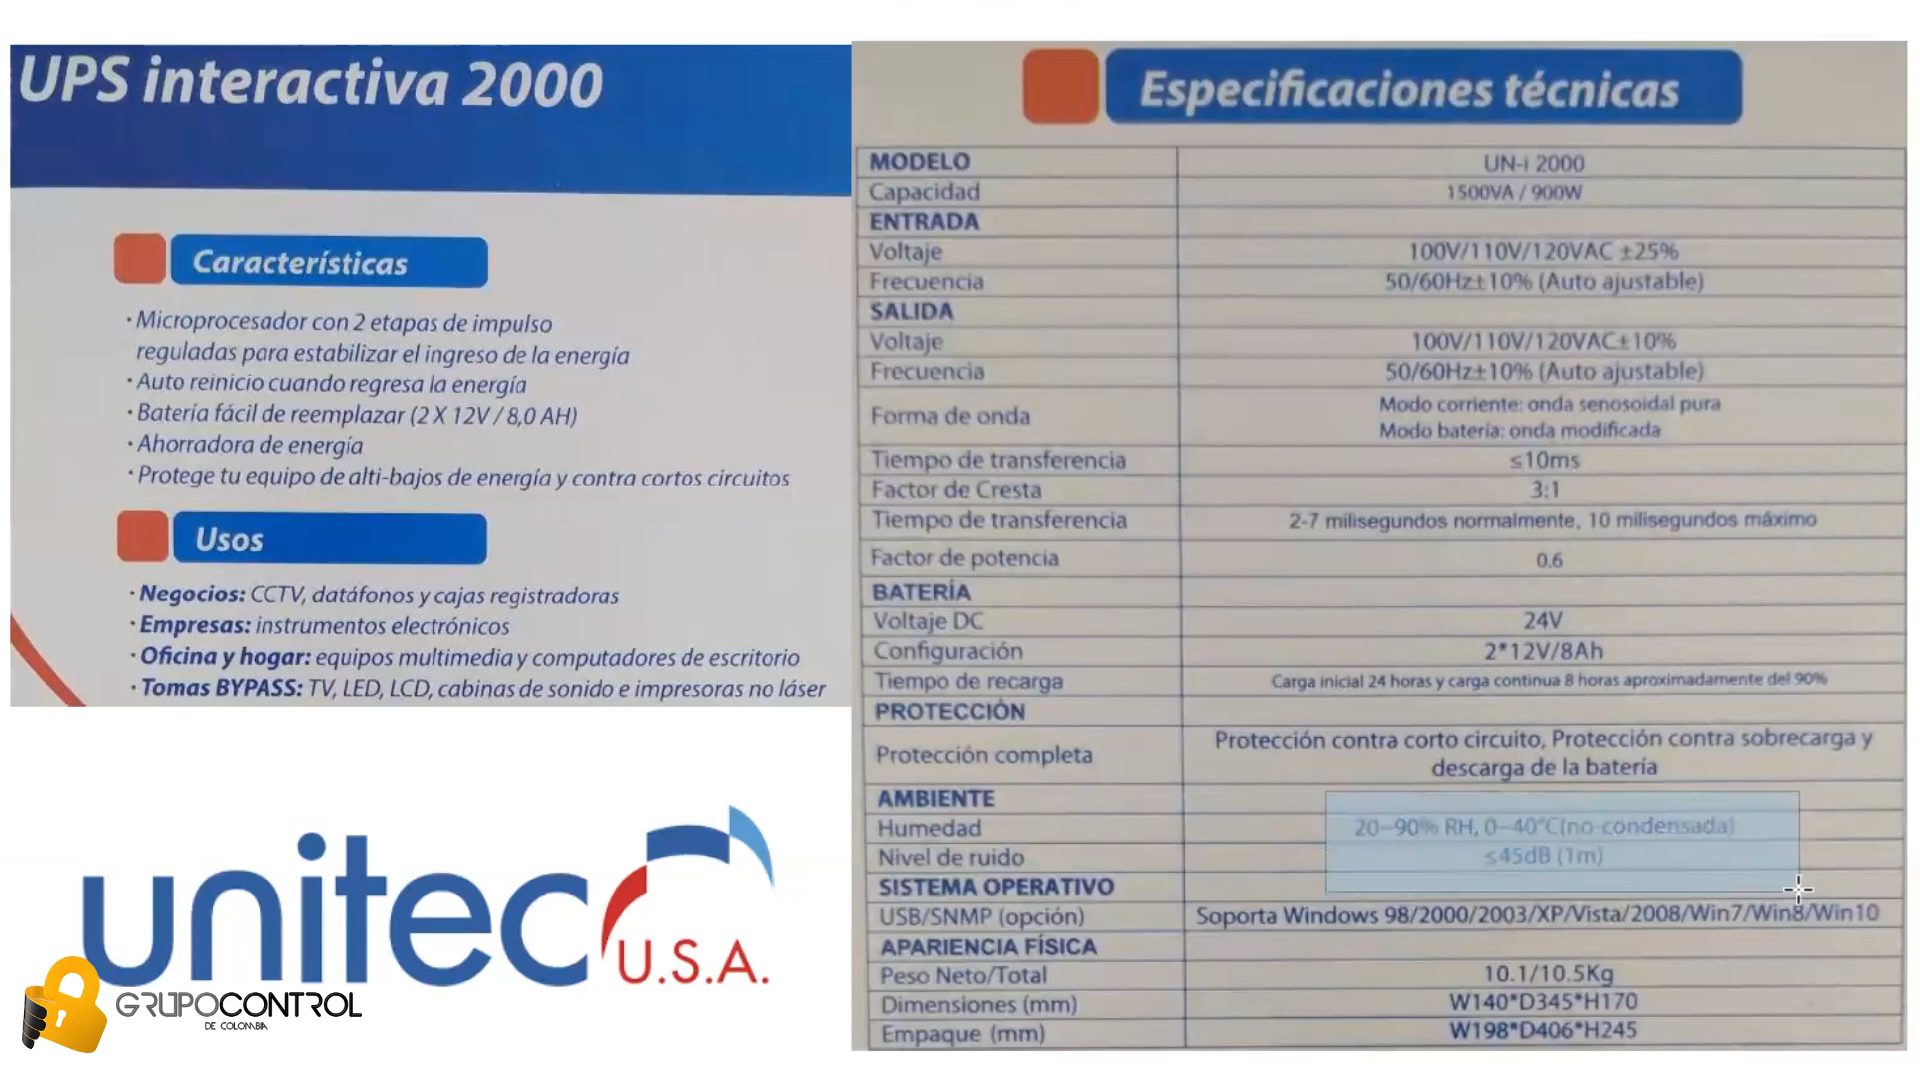 UPS interactiva 2000
Características
· Microprocesador con 2 etapas de impulso
reguladas para estabilizar el ingreso de la energía
· Auto reinicio cuando regresa la energía
· Batería fácil de reemplazar (2 X 12V / 8,0 AH)
· Ahorradora de energía
· Protege tu equipo de alti-bajos de energía y contra cortos circuitos
Usos
· Negocios: CCTV, datáfonos y cajas registradoras
· Empresas: instrumentos electrónicos
· Oficina y hogar: equipos multimedia y computadores de escritorio
· Tomas BYPASS: TV, LED, LCD, cabinas de sonido e impresoras no láser
unitec
U.S.A.
GRUPOCONTROL
DE COLOMBIA
Especificaciones técnicas
MODELO UN-i 2000
Capacidad 1500VA / 900W
ENTRADA
Voltaje 100V/110V/120VAC ±25%
Frecuencia 50/60Hz±10% (Auto ajustable)
SALIDA
Voltaje 100V/110V/120VAC±10%
Frecuencia 50/60Hz±10% (Auto ajustable)
Forma de onda Modo corriente: onda senosoidal pura
Modo batería: onda modificada
Tiempo de transferencia ≤10ms
Factor de Cresta 3:1
Tiempo de transferencia 2-7 milisegundos normalmente, 10 milisegundos máximo
Factor de potencia 0.6
BATERÍA
Voltaje DC 24V
Configuración 2*12V/8Ah
Tiempo de recarga Carga inicial 24 horas y carga continua 8 horas aproximadamente del 90%
PROTECCIÓN
Protección completa Protección contra corto circuito, Protección contra sobrecarga y
descarga de la batería
AMBIENTE
Humedad 20–90% RH, 0–40°C(no-condensada)
Nivel de ruido ≤45dB (1m)
SISTEMA OPERATIVO
USB/SNMP (opción) Soporta Windows 98/2000/2003/XP/Vista/2008/Win7/Win8/Win10
APARIENCIA FÍSICA
Peso Neto/Total 10.1/10.5Kg
Dimensiones (mm) W140*D345*H170
Empaque (mm) W198*D406*H245